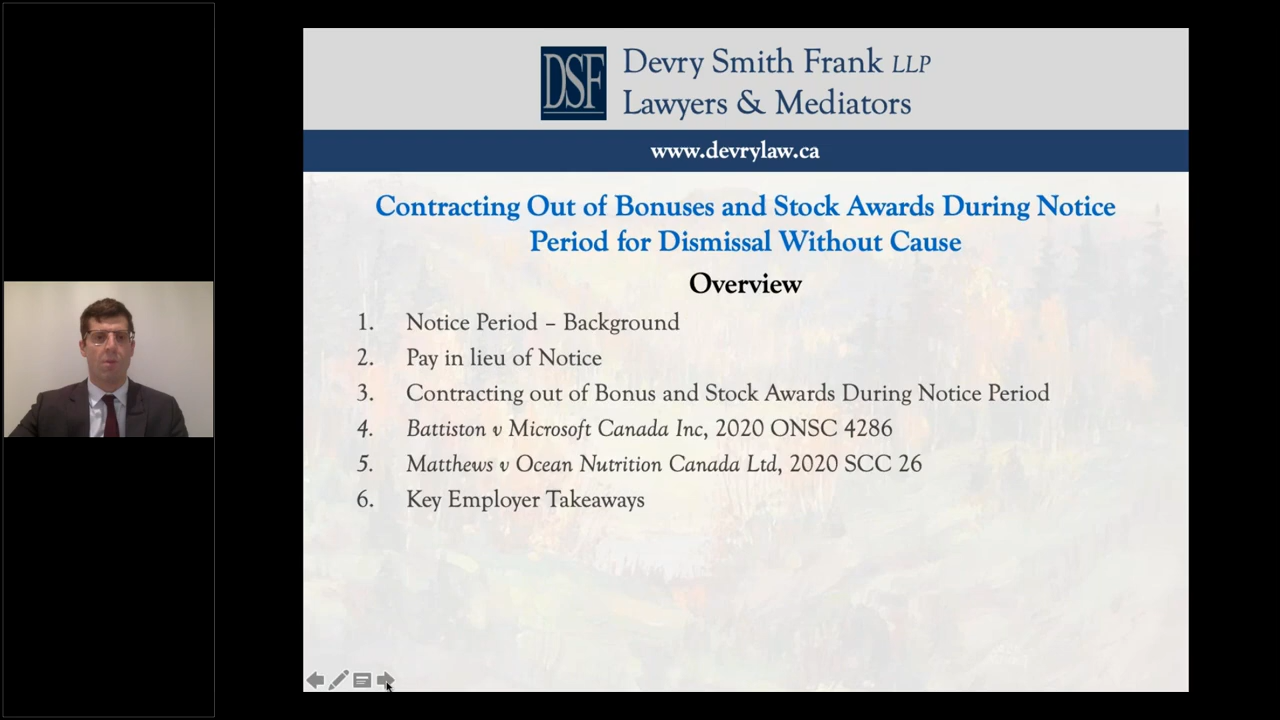 DSF
Devry Smith Frank LLP
Lawyers & Mediators
www.devrylaw.ca
Contracting Out of Bonuses and Stock Awards During Notice
Period for Dismissal Without Cause
Overview
1. Notice Period – Background
2. Pay in lieu of Notice
3. Contracting out of Bonus and Stock Awards During Notice Period
4. Battiston v Microsoft Canada Inc, 2020 ONSC 4286
5. Matthews v Ocean Nutrition Canada Ltd, 2020 SCC 26
6. Key Employer Takeaways